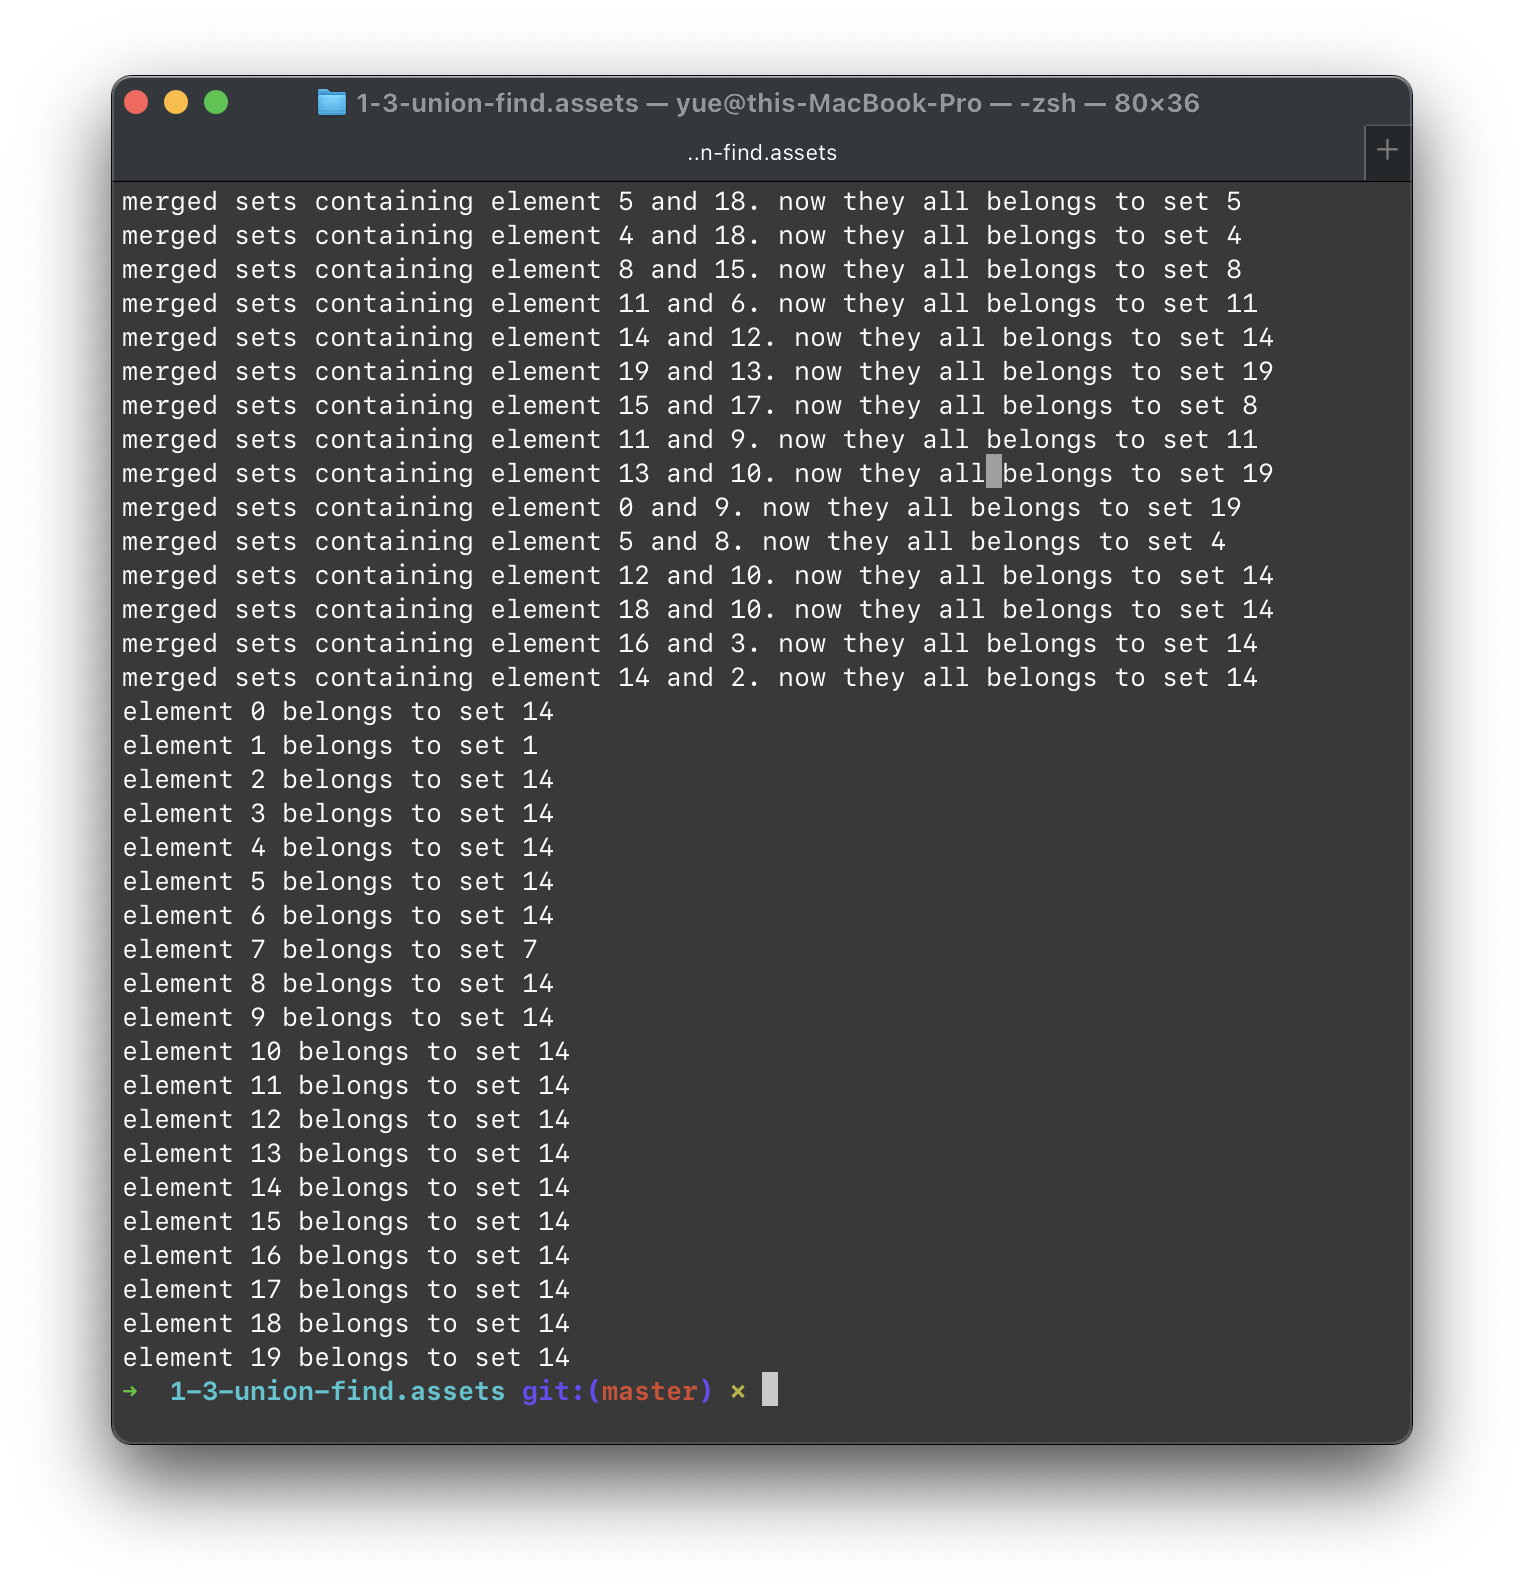 1-3-union-find.assets — yue@this-MacBook-Pro — -zsh — 80×36
..n-find.assets
merged sets containing element 5 and 18. now they all belongs to set 5
merged sets containing element 4 and 18. now they all belongs to set 4
merged sets containing element 8 and 15. now they all belongs to set 8
merged sets containing element 11 and 6. now they all belongs to set 11
merged sets containing element 14 and 12. now they all belongs to set 14
merged sets containing element 19 and 13. now they all belongs to set 19
merged sets containing element 15 and 17. now they all belongs to set 8
merged sets containing element 11 and 9. now they all belongs to set 11
merged sets containing element 13 and 10. now they all belongs to set 19
merged sets containing element 0 and 9. now they all belongs to set 19
merged sets containing element 5 and 8. now they all belongs to set 4
merged sets containing element 12 and 10. now they all belongs to set 14
merged sets containing element 18 and 10. now they all belongs to set 14
merged sets containing element 16 and 3. now they all belongs to set 14
merged sets containing element 14 and 2. now they all belongs to set 14
element 0 belongs to set 14
element 1 belongs to set 1
element 2 belongs to set 14
element 3 belongs to set 14
element 4 belongs to set 14
element 5 belongs to set 14
element 6 belongs to set 14
element 7 belongs to set 7
element 8 belongs to set 14
element 9 belongs to set 14
element 10 belongs to set 14
element 11 belongs to set 14
element 12 belongs to set 14
element 13 belongs to set 14
element 14 belongs to set 14
element 15 belongs to set 14
element 16 belongs to set 14
element 17 belongs to set 14
element 18 belongs to set 14
element 19 belongs to set 14
→ 1-3-union-find.assets git:(master) ×